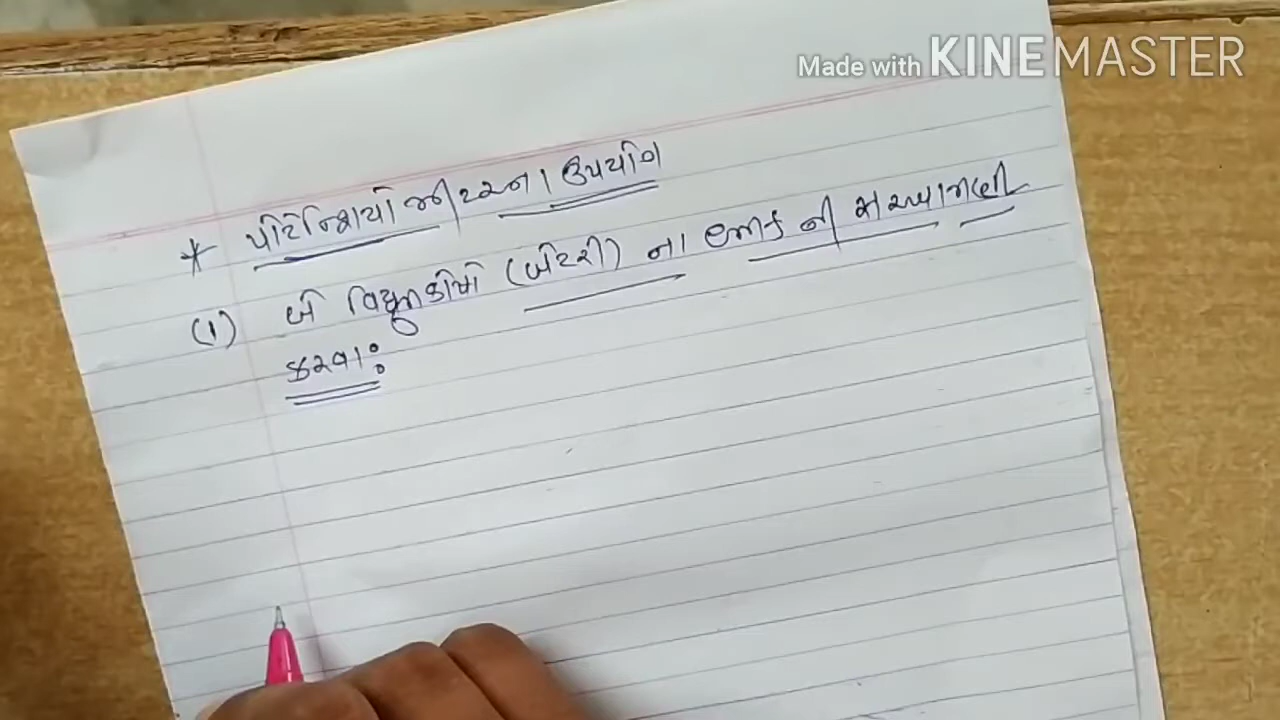 Made with KINEMASTER
* પોટેન્શિયોમીટરના ઉપયોગ
(1) બે વિદ્યુતકોષો (બેટરી) ના emf ની સરખામણી
કરવા: